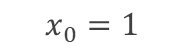 x₀ = 1